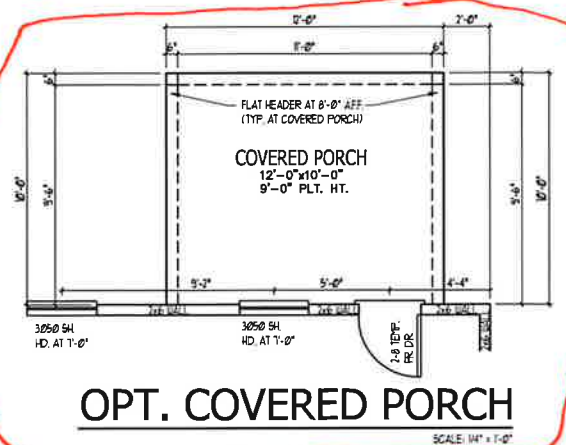 12'-0"
2'-0"
6"
11'-0"
6"
FLAT HEADER AT 8'-0" AFF.
(TYP. AT COVERED PORCH)
6"
6"
COVERED PORCH
12'-0"x10'-0"
9'-0" PLT. HT.
10'-0"
9'-6"
9'-6"
10'-0"
9'-2"
5'-0"
4'-4"
2x6 WALL
2x6 WALL
2x6 WALL
2x6 WALL
3050 SH.
HD. AT 7'-0"
3050 SH.
HD. AT 7'-0"
2-8 TEMP.
FR. DR.
OPT. COVERED PORCH
SCALE: 1/4" = 1'-0"